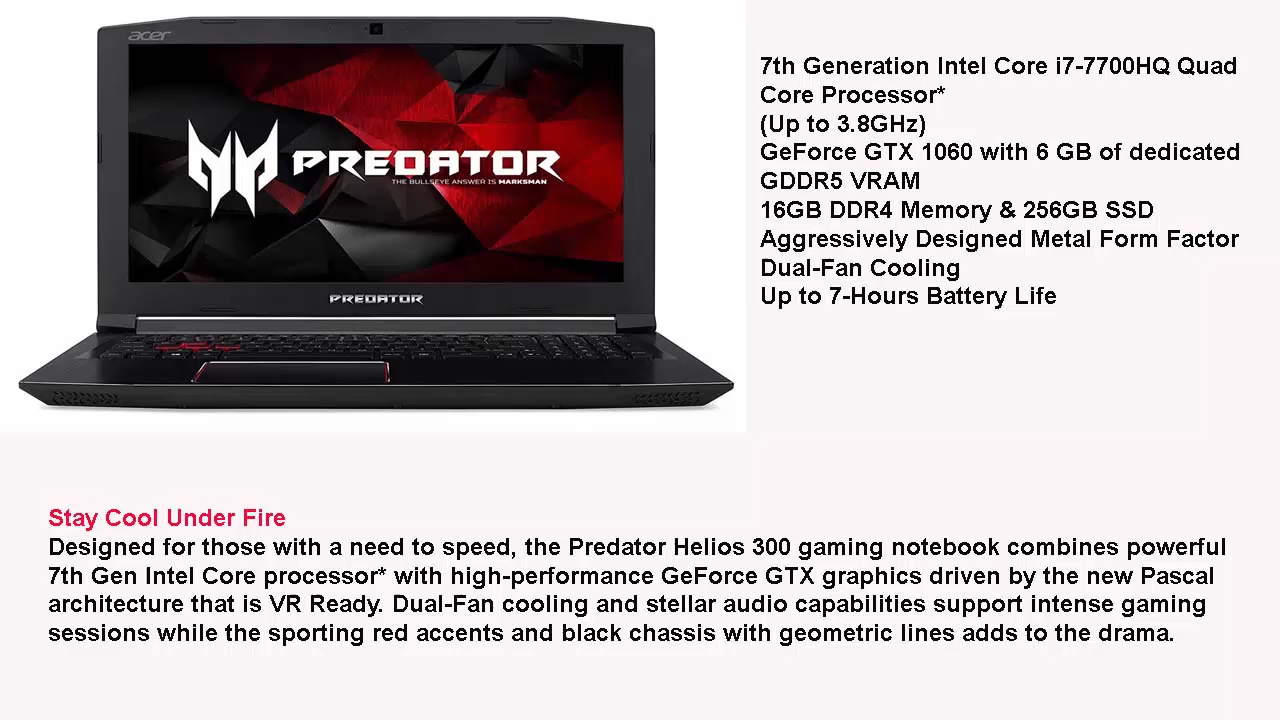 acer
PREDATOR
THE BULLSEYE ANSWER IS MARKSMAN
PREDATOR
7th Generation Intel Core i7-7700HQ Quad
Core Processor*
(Up to 3.8GHz)
GeForce GTX 1060 with 6 GB of dedicated
GDDR5 VRAM
16GB DDR4 Memory & 256GB SSD
Aggressively Designed Metal Form Factor
Dual-Fan Cooling
Up to 7-Hours Battery Life
Stay Cool Under Fire
Designed for those with a need to speed, the Predator Helios 300 gaming notebook combines powerful
7th Gen Intel Core processor* with high-performance GeForce GTX graphics driven by the new Pascal
architecture that is VR Ready. Dual-Fan cooling and stellar audio capabilities support intense gaming
sessions while the sporting red accents and black chassis with geometric lines adds to the drama.